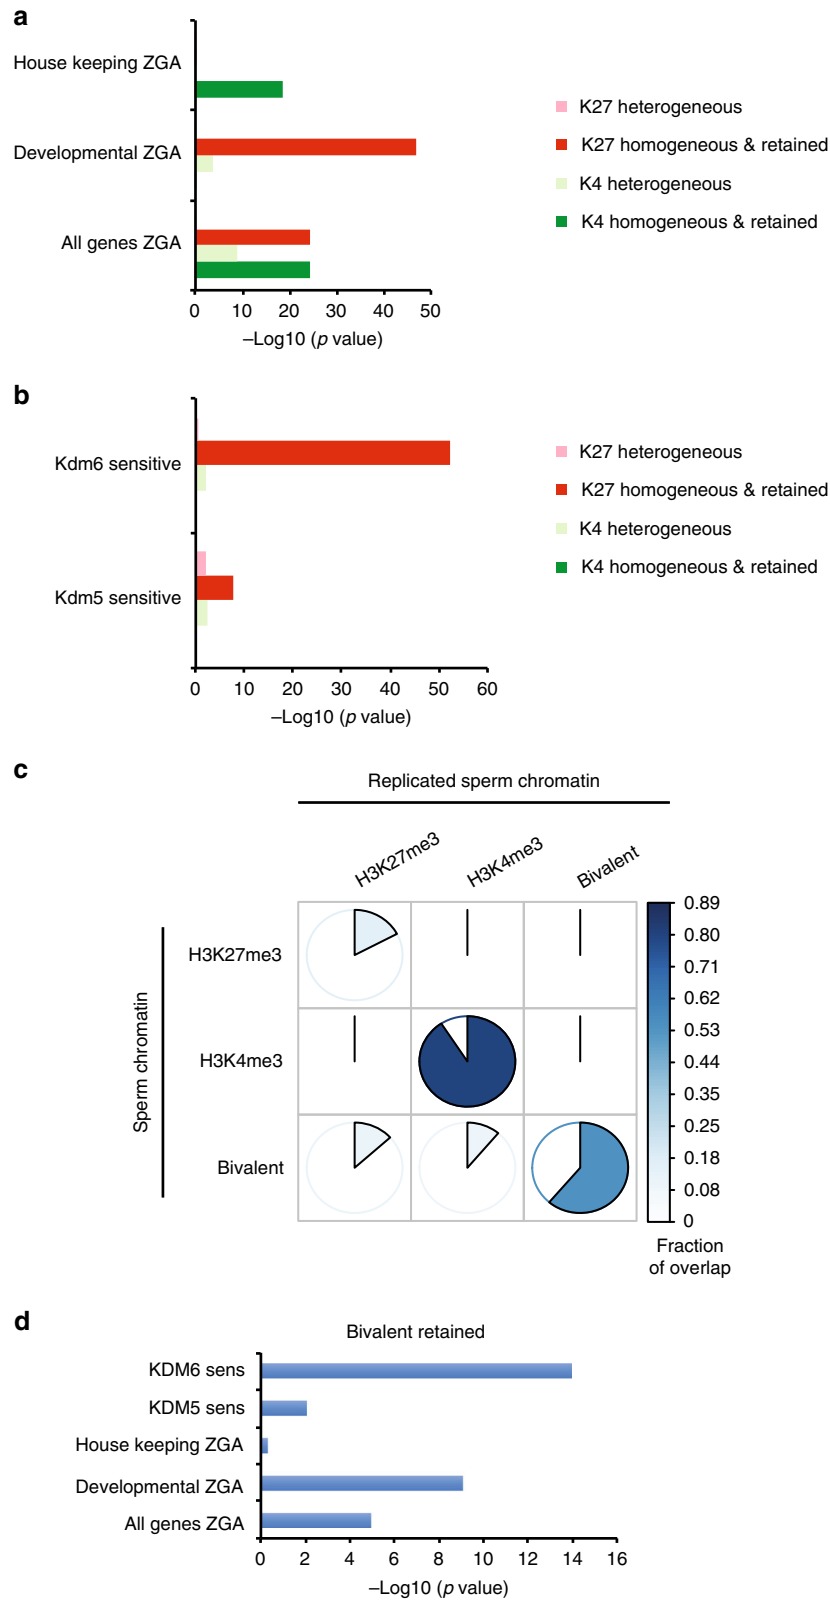 a
House keeping ZGA
Developmental ZGA
All genes ZGA
0 10 20 30 40 50
–Log10 (p value)
K27 heterogeneous
K27 homogeneous & retained
K4 heterogeneous
K4 homogeneous & retained
b
Kdm6 sensitive
Kdm5 sensitive
0 10 20 30 40 50 60
–Log10 (p value)
K27 heterogeneous
K27 homogeneous & retained
K4 heterogeneous
K4 homogeneous & retained
c
Replicated sperm chromatin
H3K27me3 H3K4me3 Bivalent
Sperm chromatin
H3K27me3
H3K4me3
Bivalent
0.89
0.80
0.71
0.62
0.53
0.44
0.35
0.25
0.18
0.08
0
Fraction
of overlap
d
Bivalent retained
KDM6 sens
KDM5 sens
House keeping ZGA
Developmental ZGA
All genes ZGA
0 2 4 6 8 10 12 14 16
–Log10 (p value)